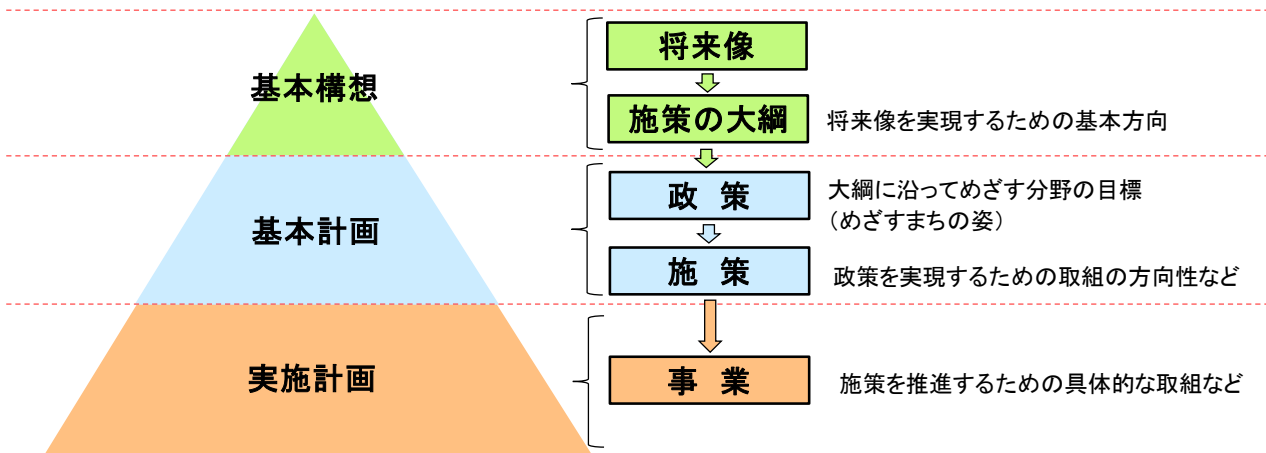 基本構想
将来像
施策の大綱
将来像を実現するための基本方向
基本計画
政 策
大綱に沿ってめざす分野の目標
（めざすまちの姿）
施 策
政策を実現するための取組の方向性など
実施計画
事 業
施策を推進するための具体的な取組など